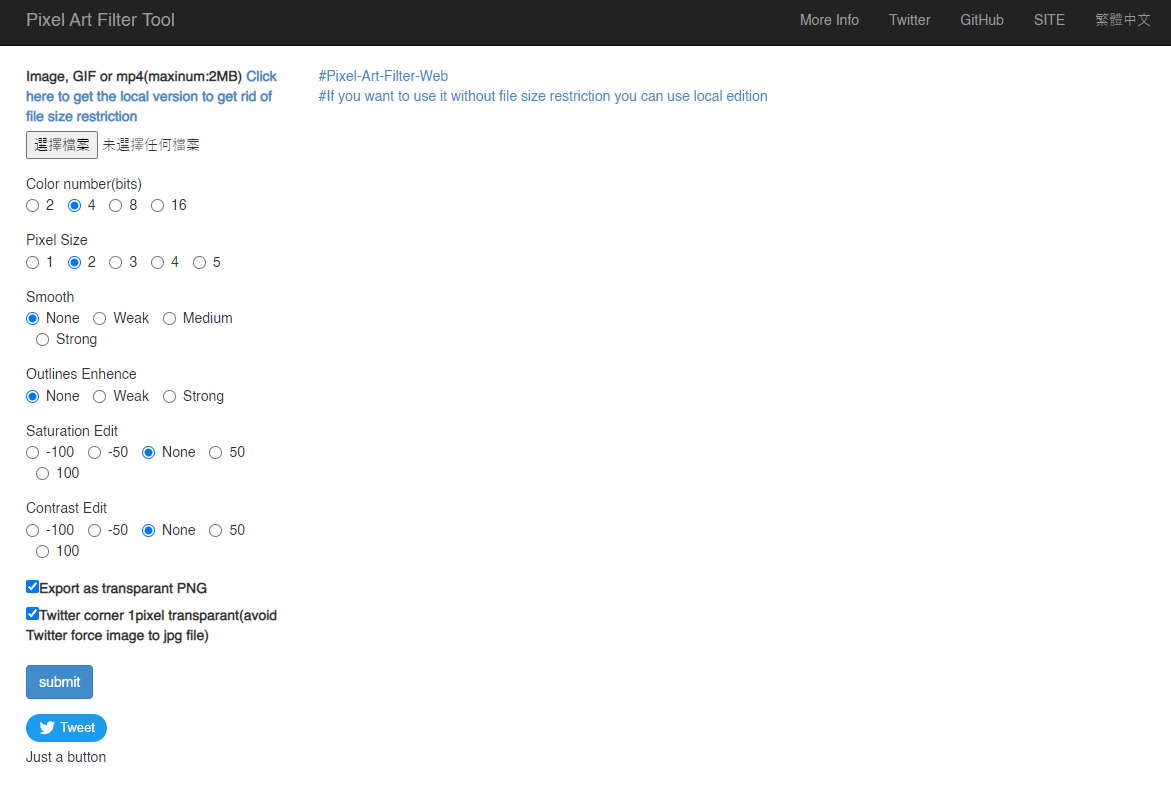 Pixel Art Filter Tool
More Info
Twitter
GitHub
SITE
繁體中文
Image, GIF or mp4(maxinum:2MB) Click
here to get the local version to get rid of
file size restriction
選擇檔案 未選擇任何檔案
#Pixel-Art-Filter-Web
#If you want to use it without file size restriction you can use local edition
Color number(bits)
2 4 8 16
Pixel Size
1 2 3 4 5
Smooth
None Weak Medium
Strong
Outlines Enhence
None Weak Strong
Saturation Edit
-100 -50 None 50
100
Contrast Edit
-100 -50 None 50
100
Export as transparant PNG
Twitter corner 1pixel transparant(avoid
Twitter force image to jpg file)
submit
Tweet
Just a button